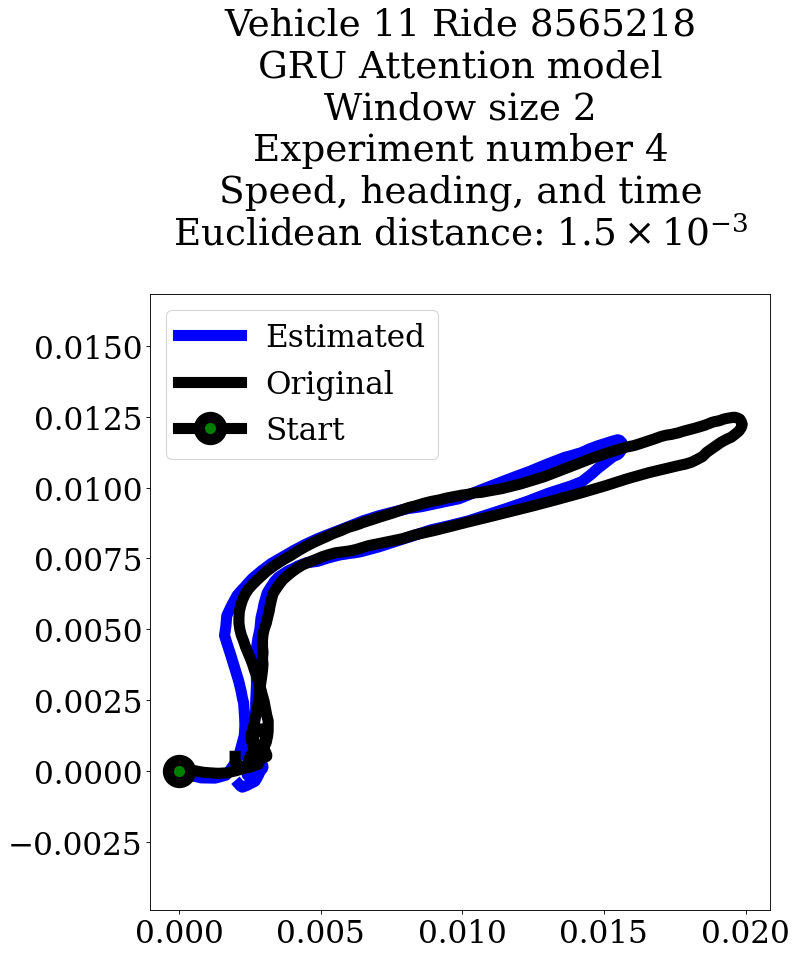 Vehicle 11 Ride 8565218
GRU Attention model
Window size 2
Experiment number 4
Speed, heading, and time
Euclidean distance: 1.5 × 10⁻³
Estimated
Original
Start
0.0150
0.0125
0.0100
0.0075
0.0050
0.0025
0.0000
−0.0025
0.000 0.005 0.010 0.015 0.020